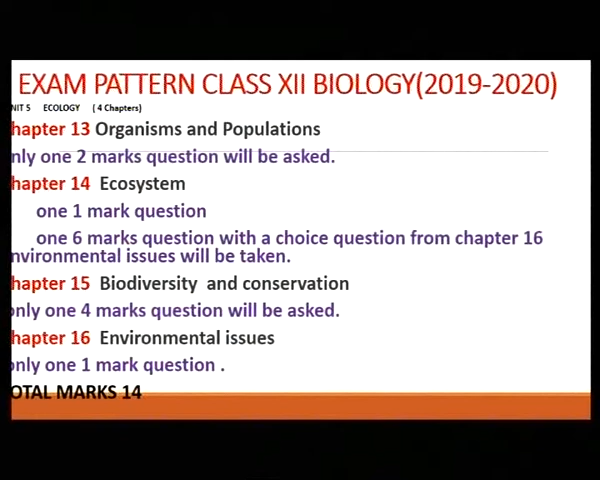 EXAM PATTERN CLASS XII BIOLOGY(2019-2020)
NIT 5 ECOLOGY ( 4 Chapters)
hapter 13 Organisms and Populations
nly one 2 marks question will be asked.
hapter 14 Ecosystem
one 1 mark question
one 6 marks question with a choice question from chapter 16
nvironmental issues will be taken.
hapter 15 Biodiversity and conservation
only one 4 marks question will be asked.
hapter 16 Environmental issues
only one 1 mark question .
OTAL MARKS 14